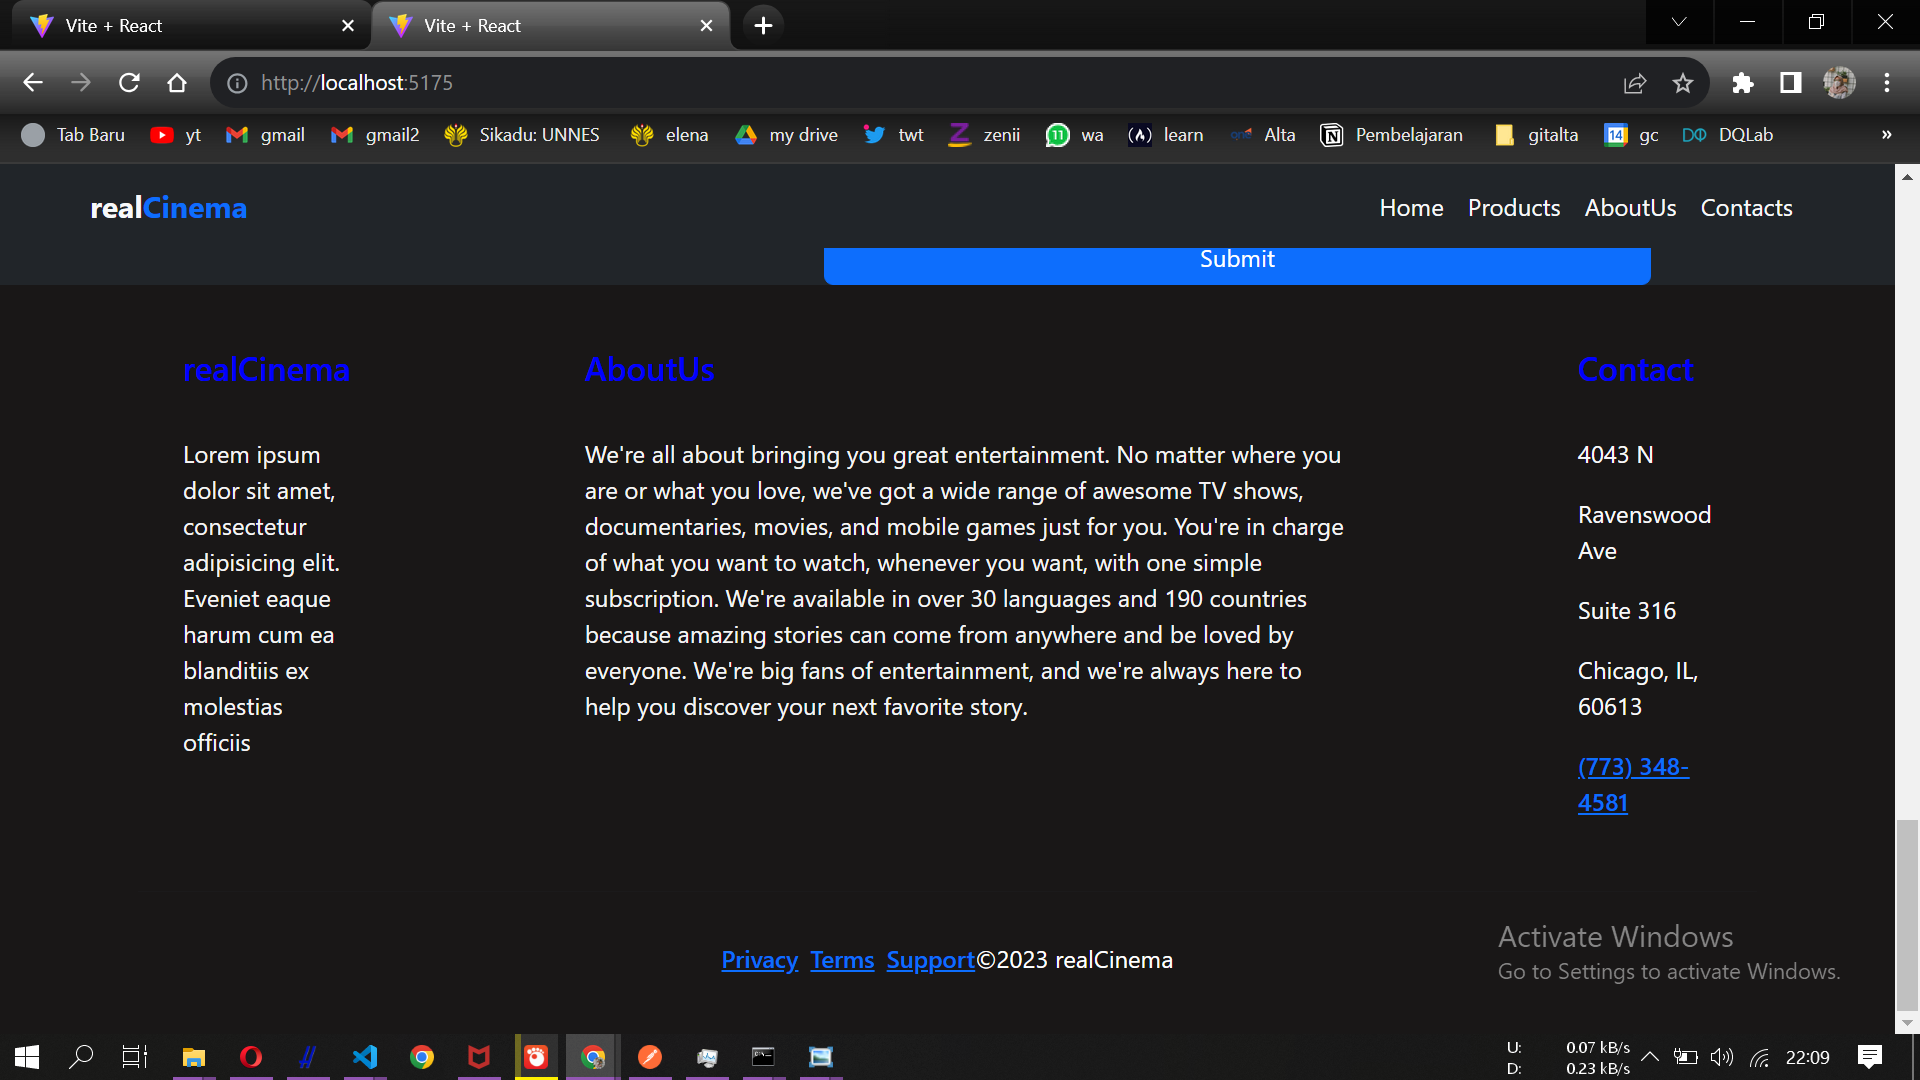 Vite + React
Vite + React
http://localhost:5175
Tab Baru yt gmail gmail2 Sikadu: UNNES elena my drive twt zenii 11 wa learn Alta Pembelajaran gitalta 14 gc DQLab »
realCinema Home Products AboutUs Contacts
Submit
realCinema
Lorem ipsum
dolor sit amet,
consectetur
adipisicing elit.
Eveniet eaque
harum cum ea
blanditiis ex
molestias
officiis
AboutUs
We're all about bringing you great entertainment. No matter where you
are or what you love, we've got a wide range of awesome TV shows,
documentaries, movies, and mobile games just for you. You're in charge
of what you want to watch, whenever you want, with one simple
subscription. We're available in over 30 languages and 190 countries
because amazing stories can come from anywhere and be loved by
everyone. We're big fans of entertainment, and we're always here to
help you discover your next favorite story.
Contact
4043 N
Ravenswood
Ave
Suite 316
Chicago, IL,
60613
(773) 348-
4581
Privacy Terms Support©2023 realCinema
Activate Windows
Go to Settings to activate Windows.
U: 0.07 kB/s
D: 0.23 kB/s
22:09